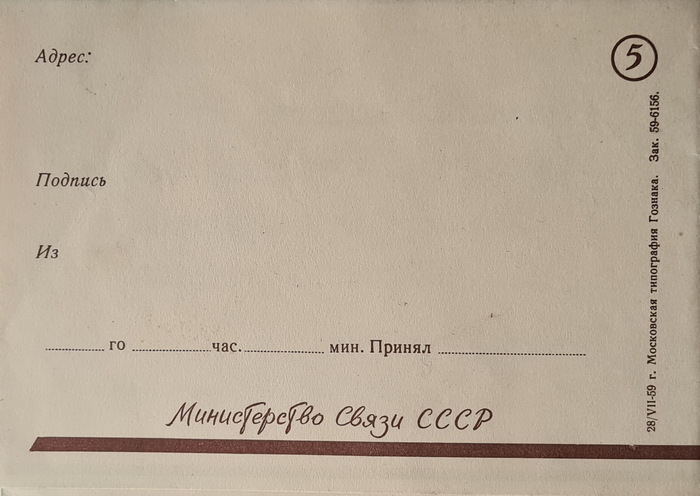 5
Адрес:
Подпись
Из
го час. мин. Принял
Министерство Связи СССР
28/VII-59 г. Московская типография Гознака. Зак. 59-6156.